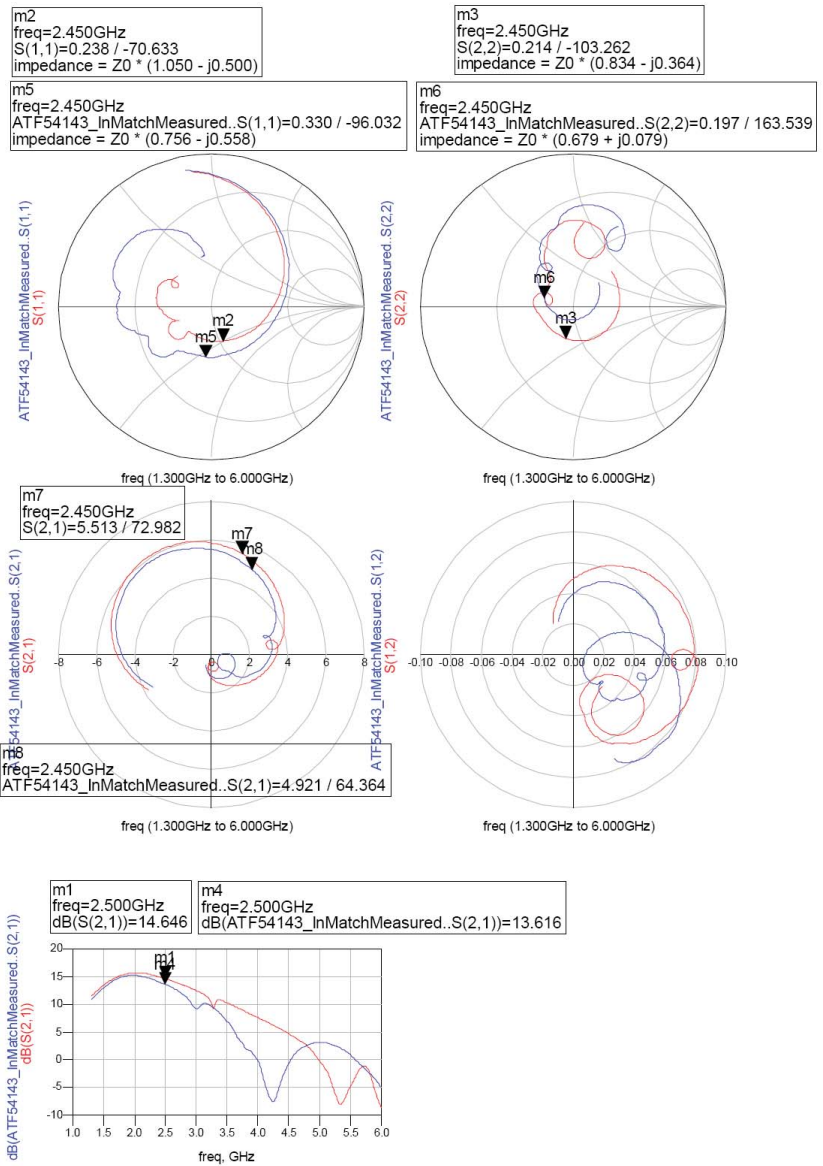 m2
freq=2.450GHz
S(1,1)=0.238 / -70.633
impedance = Z0 * (1.050 - j0.500)
m3
freq=2.450GHz
S(2,2)=0.214 / -103.262
impedance = Z0 * (0.834 - j0.364)
m5
freq=2.450GHz
ATF54143_InMatchMeasured..S(1,1)=0.330 / -96.032
impedance = Z0 * (0.756 - j0.558)
m6
freq=2.450GHz
ATF54143_InMatchMeasured..S(2,2)=0.197 / 163.539
impedance = Z0 * (0.679 + j0.079)
ATF54143_InMatchMeasured..S(1,1)
S(1,1)
m2
m5
freq (1.300GHz to 6.000GHz)
ATF54143_InMatchMeasured..S(2,2)
S(2,2)
m6
m3
freq (1.300GHz to 6.000GHz)
m7
freq=2.450GHz
S(2,1)=5.513 / 72.982
ATF54143_InMatchMeasured..S(2,1)
S(2,1)
m7
m8
-8 -6 -4 -2 0 2 4 6 8
m8
freq=2.450GHz
ATF54143_InMatchMeasured..S(2,1)=4.921 / 64.364
freq (1.300GHz to 6.000GHz)
ATF54143_InMatchMeasured..S(1,2)
S(1,2)
-0.10 -0.08 -0.06 -0.04 -0.02 0.00 0.02 0.04 0.06 0.08 0.10
freq (1.300GHz to 6.000GHz)
m1
freq=2.500GHz
dB(S(2,1))=14.646
m4
freq=2.500GHz
dB(ATF54143_InMatchMeasured..S(2,1))=13.616
dB(ATF54143_InMatchMeasured..S(2,1))
dB(S(2,1))
20
15
10
5
0
-5
-10
m1
m4
1.0 1.5 2.0 2.5 3.0 3.5 4.0 4.5 5.0 5.5 6.0
freq, GHz